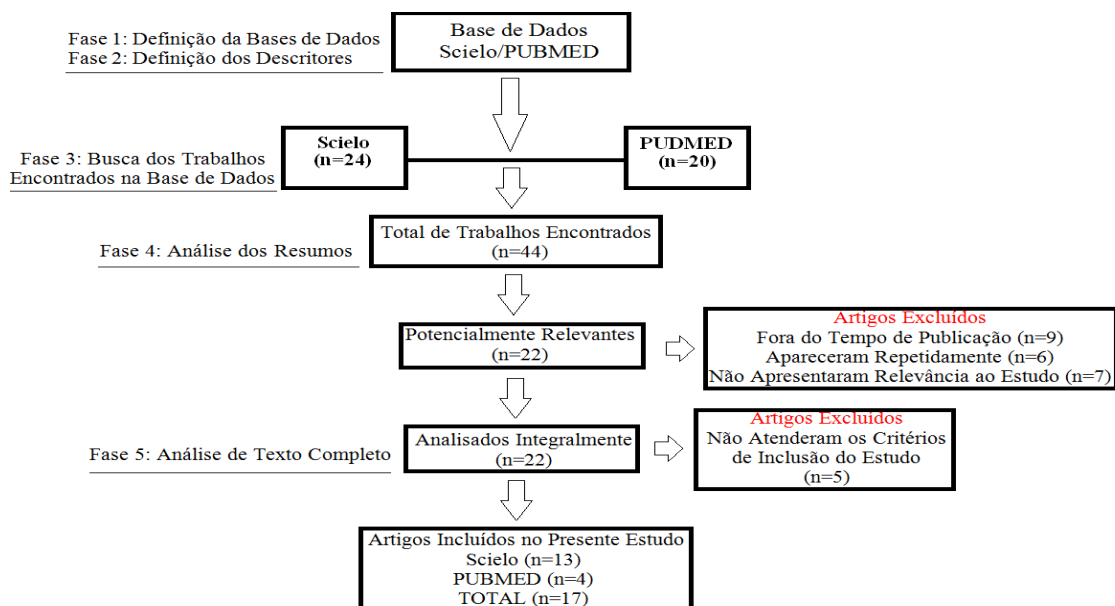 Fase 1: Definição da Bases de Dados
Fase 2: Definição dos Descritores
Base de Dados
Scielo/PUBMED
Fase 3: Busca dos Trabalhos
Encontrados na Base de Dados
Scielo
(n=24)
PUDMED
(n=20)
Fase 4: Análise dos Resumos
Total de Trabalhos Encontrados
(n=44)
Potencialmente Relevantes
(n=22)
Artigos Excluídos
Fora do Tempo de Publicação (n=9)
Apareceram Repetidamente (n=6)
Não Apresentaram Relevância ao Estudo (n=7)
Fase 5: Análise de Texto Completo
Analisados Integralmente
(n=22)
Artigos Excluídos
Não Atenderam os Critérios
de Inclusão do Estudo
(n=5)
Artigos Incluídos no Presente Estudo
Scielo (n=13)
PUBMED (n=4)
TOTAL (n=17)